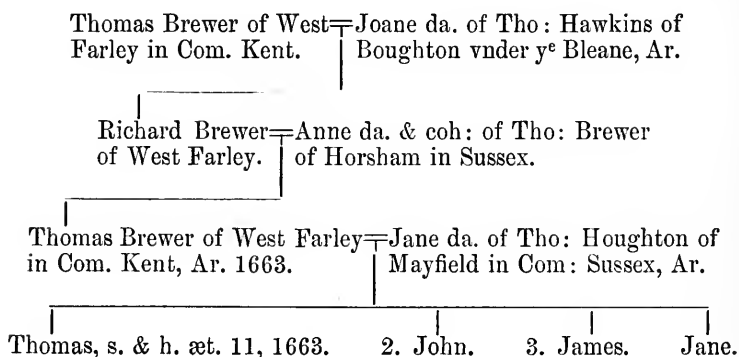 Thomas Brewer of West Farley in Com. Kent.
Joane da. of Tho: Hawkins of Boughton vnder yᵉ Bleane, Ar.
Richard Brewer of West Farley.
Anne da. & coh: of Tho: Brewer of Horsham in Sussex.
Thomas Brewer of West Farley in Com. Kent, Ar. 1663.
Jane da. of Tho: Houghton of Mayfield in Com: Sussex, Ar.
Thomas, s. & h. æt. 11, 1663. 2. John. 3. James. Jane.